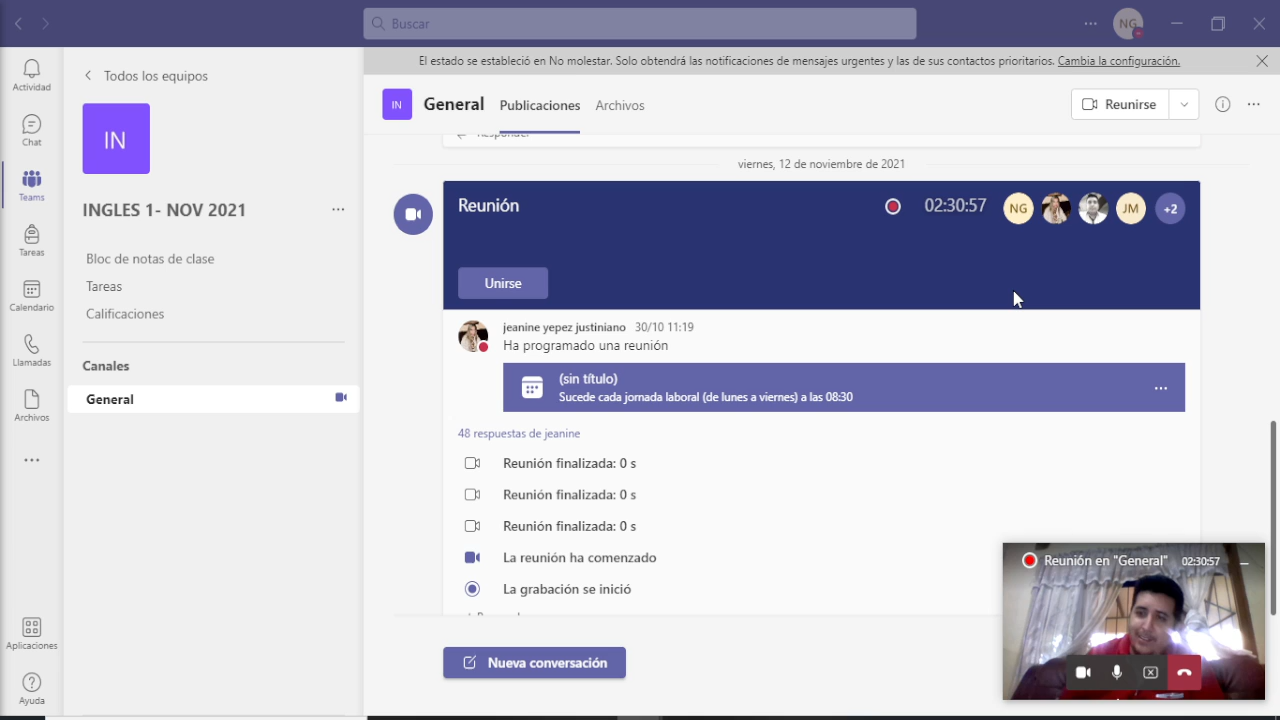 Buscar
NG
El estado se estableció en No molestar. Solo obtendrá las notificaciones de mensajes urgentes y las de sus contactos prioritarios. Cambia la configuración.
Actividad
Chat
Teams
Tareas
Calendario
Llamadas
Archivos
Aplicaciones
Ayuda
Todos los equipos
IN
INGLES 1- NOV 2021
Bloc de notas de clase
Tareas
Calificaciones
Canales
General
IN General Publicaciones Archivos
Reunirse
Responder
viernes, 12 de noviembre de 2021
Reunión 02:30:57 NG JM +2
Unirse
jeanine yepez justiniano 30/10 11:19
Ha programado una reunión
(sin título)
Sucede cada jornada laboral (de lunes a viernes) a las 08:30
48 respuestas de jeanine
Reunión finalizada: 0 s
Reunión finalizada: 0 s
Reunión finalizada: 0 s
La reunión ha comenzado
La grabación se inició
Nueva conversación
Reunión en "General" 02:30:57